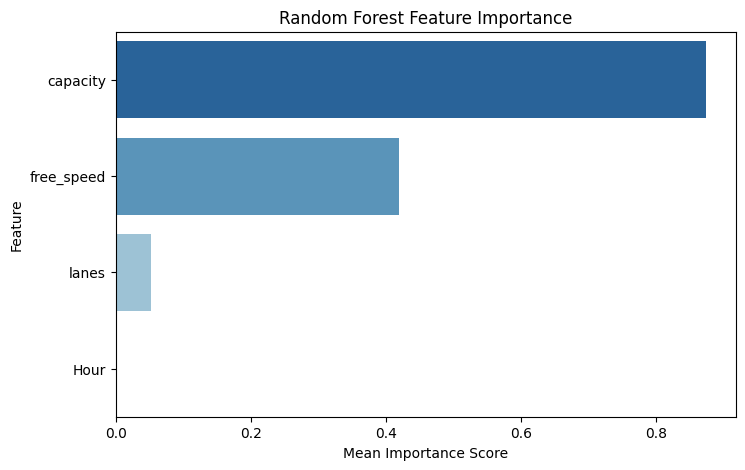 Random Forest Feature Importance
Feature
capacity
free_speed
lanes
Hour
0.0 0.2 0.4 0.6 0.8
Mean Importance Score